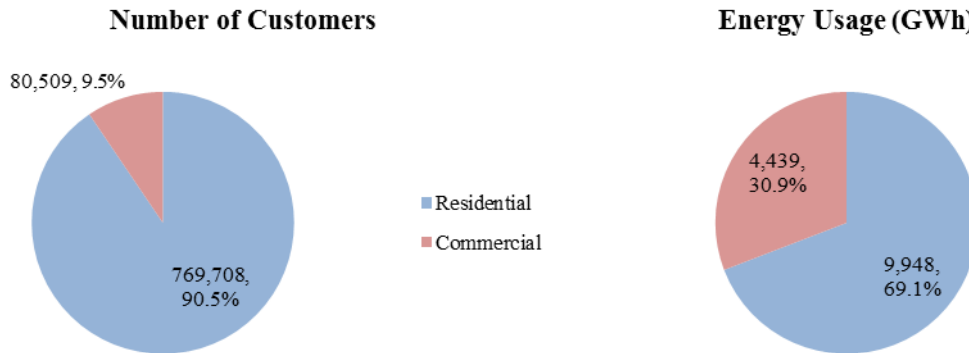 Number of Customers
80,509, 9.5%
769,708,
90.5%
Residential
Commercial
Energy Usage (GWh)
4,439,
30.9%
9,948,
69.1%